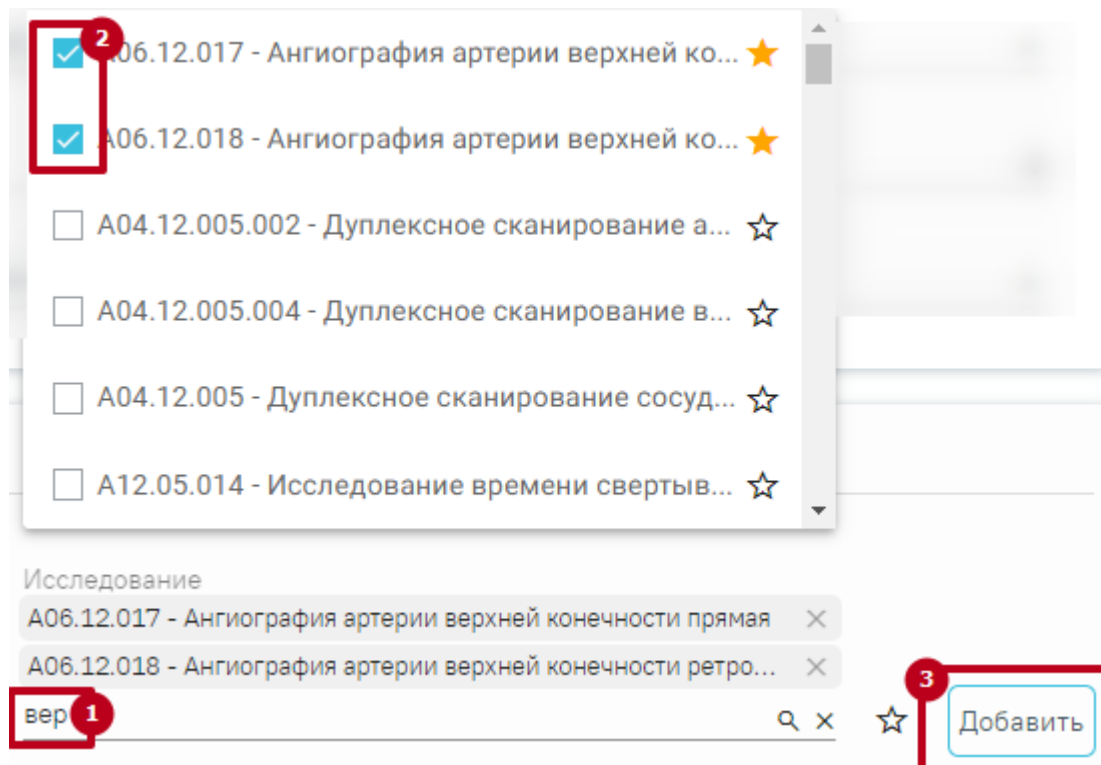 2
A06.12.017 - Ангиография артерии верхней ко...
A06.12.018 - Ангиография артерии верхней ко...
A04.12.005.002 - Дуплексное сканирование а...
A04.12.005.004 - Дуплексное сканирование в...
A04.12.005 - Дуплексное сканирование сосуд...
A12.05.014 - Исследование времени свертыв...
Исследование
A06.12.017 - Ангиография артерии верхней конечности прямая
A06.12.018 - Ангиография артерии верхней конечности ретро...
3
вер 1
Добавить